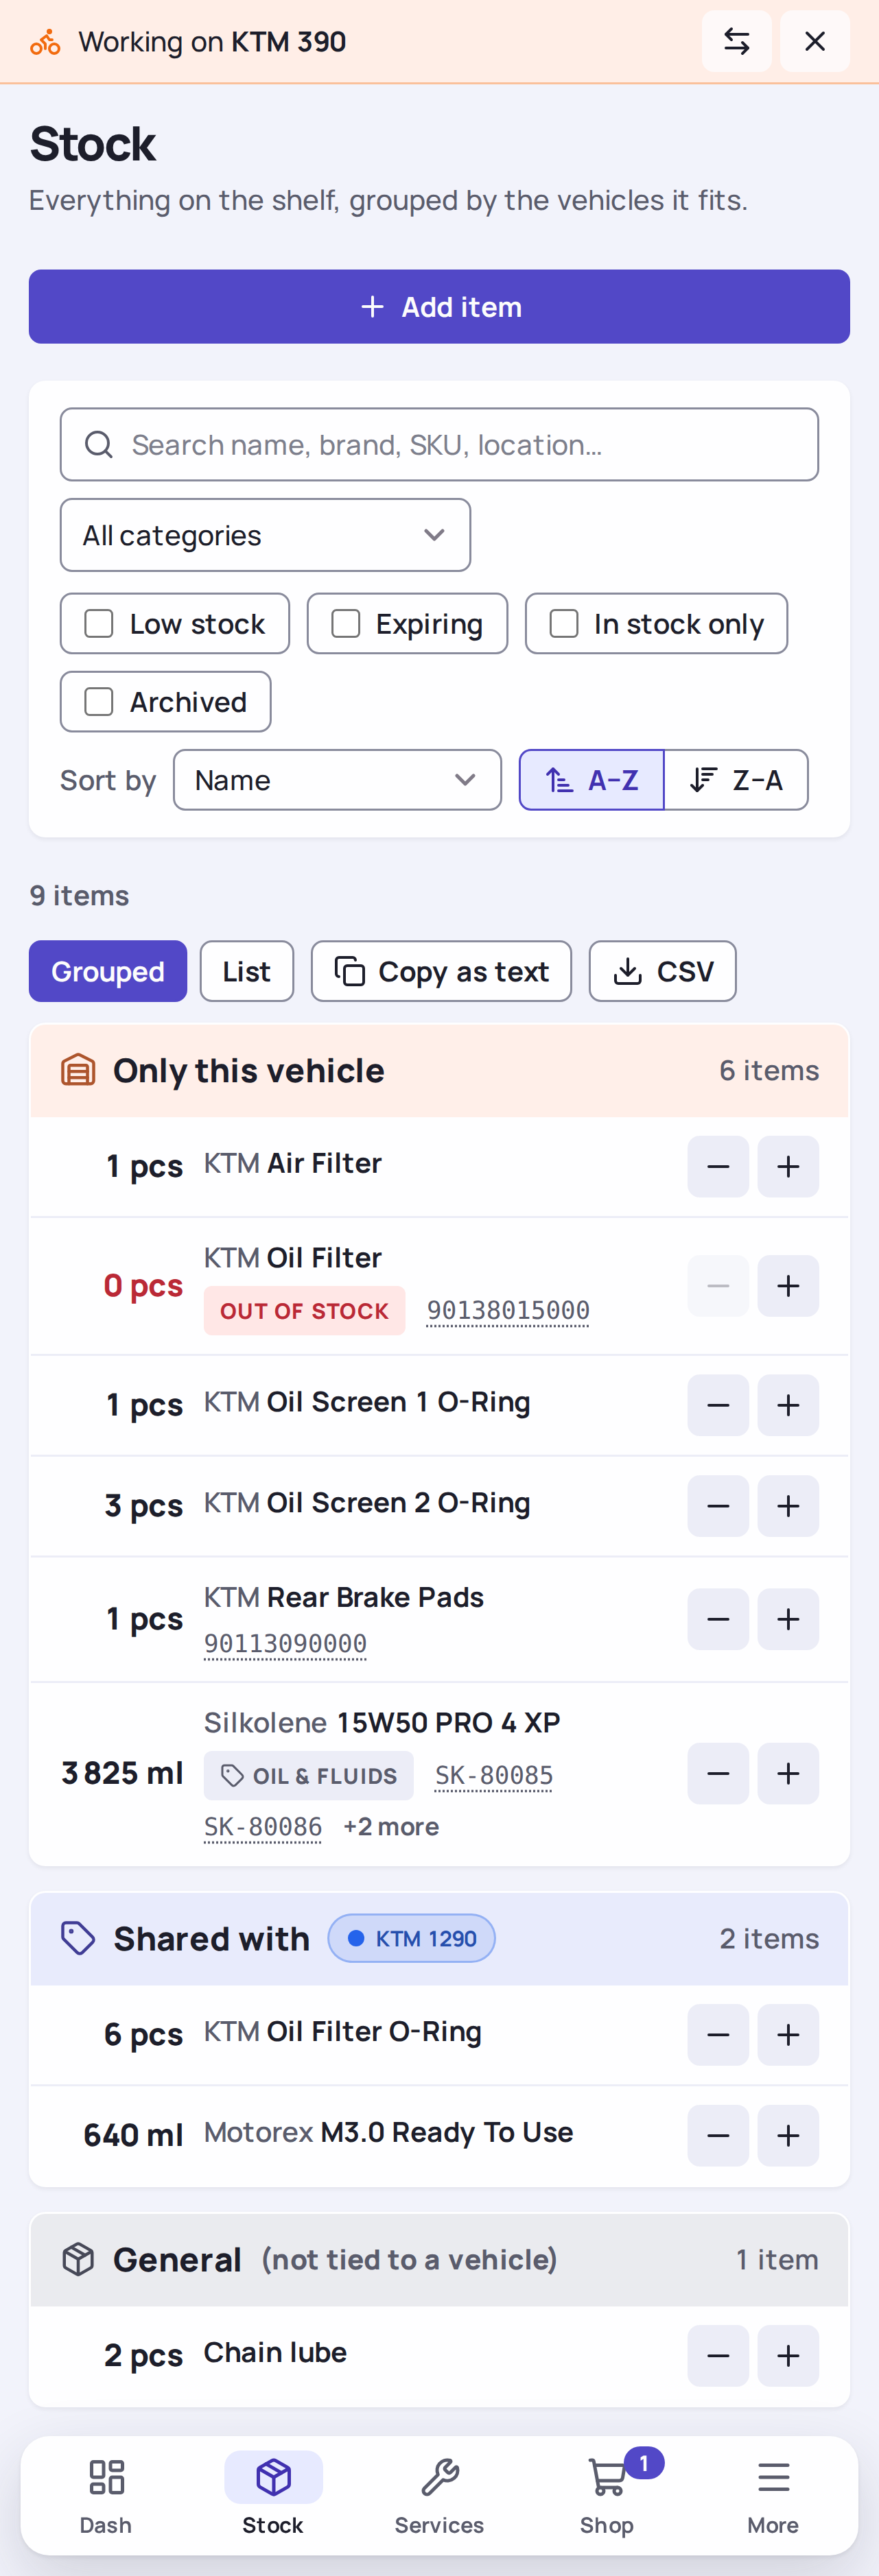 Working on KTM 390
Stock
Everything on the shelf, grouped by the vehicles it fits.
Add item
Search name, brand, SKU, location...
All categories
Low stock Expiring In stock only
Archived
Sort by Name A–Z Z–A
9 items
Grouped List Copy as text CSV
Only this vehicle 6 items
1 pcs KTM Air Filter
0 pcs KTM Oil Filter
OUT OF STOCK 90138015000
1 pcs KTM Oil Screen 1 O-Ring
3 pcs KTM Oil Screen 2 O-Ring
1 pcs KTM Rear Brake Pads
90113090000
3 825 ml Silkolene 15W50 PRO 4 XP
OIL & FLUIDS SK-80085
SK-80086 +2 more
Shared with KTM 1290 2 items
6 pcs KTM Oil Filter O-Ring
640 ml Motorex M3.0 Ready To Use
General (not tied to a vehicle) 1 item
2 pcs Chain lube
1
Dash Stock Services Shop More